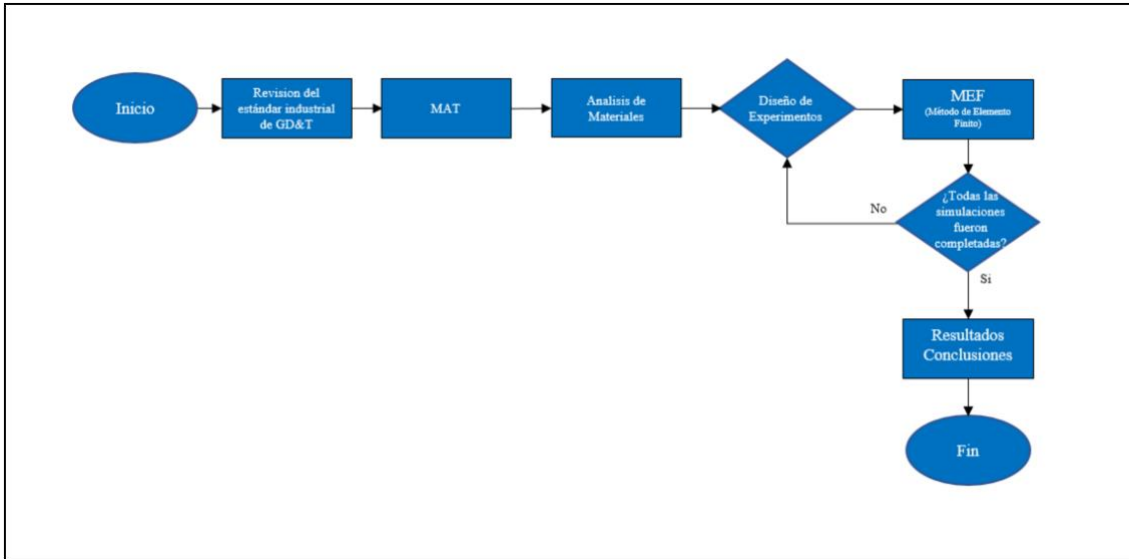 Inicio
Revision del
estándar industrial
de GD&T
MAT
Analisis de
Materiales
Diseño de
Experimentos
MEF
(Método de Elemento
Finito)
¿Todas las
simulaciones
fueron
completadas?
No
Si
Resultados
Conclusiones
Fin